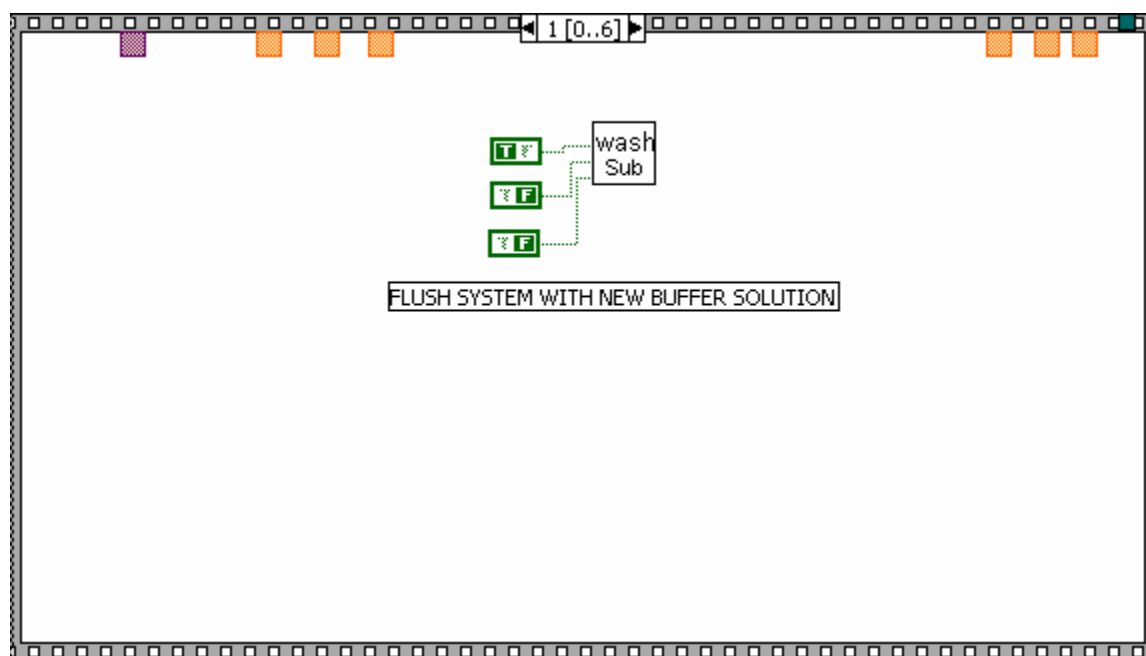 1 [0..6]
wash
Sub
T
F
F
FLUSH SYSTEM WITH NEW BUFFER SOLUTION